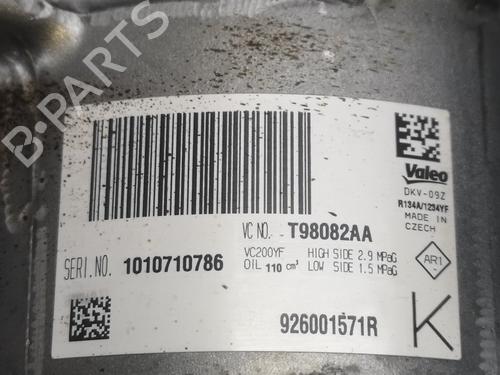 Valeo
DKV-09Z
R134A/1234YF
MADE IN
CZECH
VC NO. T98082AA
SERI.NO. 1010710786
VC200YF HIGH SIDE 2.9 MPaG
OIL 110 cm³ LOW SIDE 1.5 MPaG
AR1
926001571R
K
B-PARTS